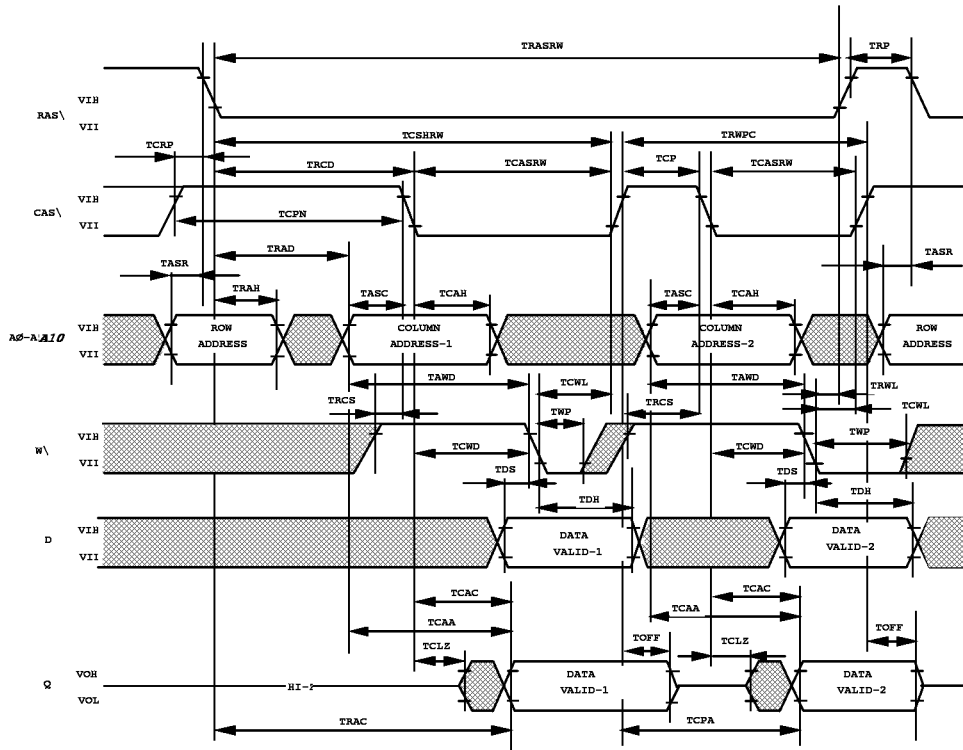 TRASRW TRP
VIH
RAS\
VII
TCSHRW TRWPC
TCRP
TRCD TCASRW TCP TCASRW
VIH
CAS\
VII
TCPN
TRAD
TASR TASR
TRAH TASC TCAH TASC TCAH
VIH
ROW ADDRESS
COLUMN ADDRESS-1
COLUMN ADDRESS-2
ROW ADDRESS
A10
VII
TAWD TCWL TAWD TRWL
TRCS TWP TRCS TCWL
VIH
W\
VII
TCWD TCWD TWP
TDS TDS
TDH TDH
VIH
D
VII
DATA VALID-1
DATA VALID-2
TCAC TCAC
TCAA TCAA
TCLZ TOFF TCLZ TOFF
VOH
Q
VOL
DATA VALID-1
DATA VALID-2
TRAC TCPA